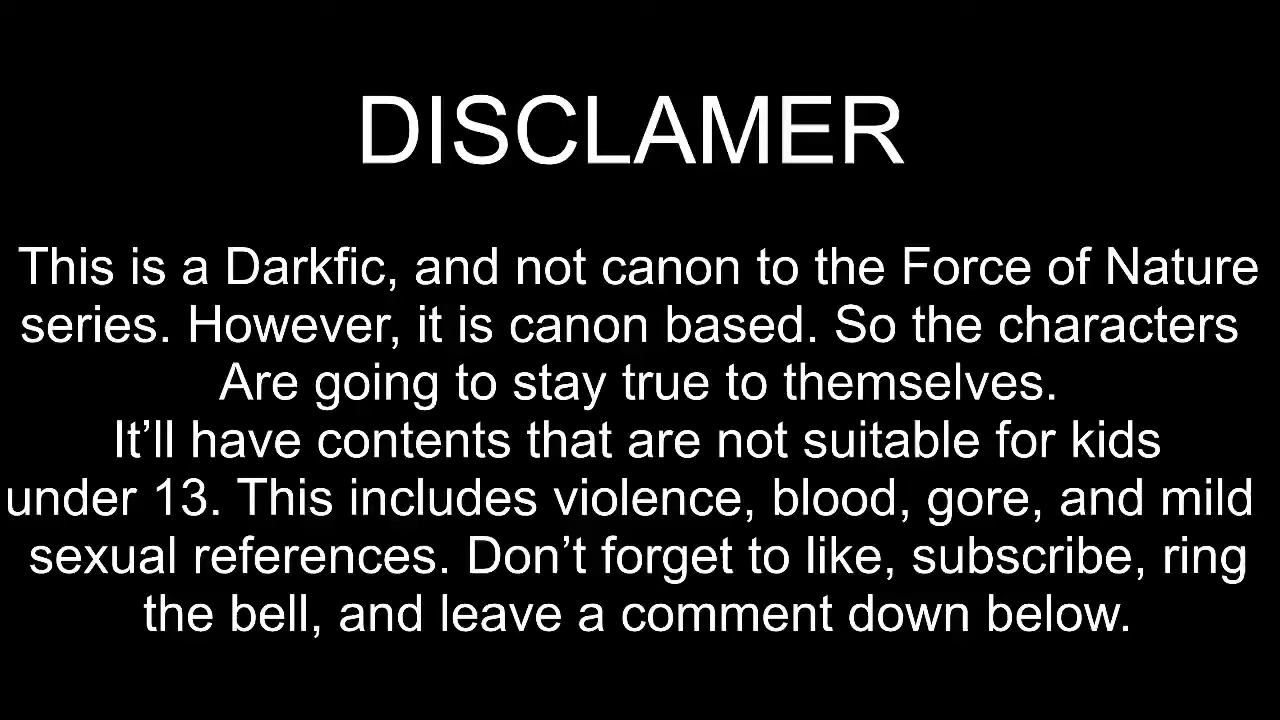 DISCLAMER
This is a Darkfic, and not canon to the Force of Nature
series. However, it is canon based. So the characters
Are going to stay true to themselves.
It’ll have contents that are not suitable for kids
under 13. This includes violence, blood, gore, and mild
sexual references. Don’t forget to like, subscribe, ring
the bell, and leave a comment down below.